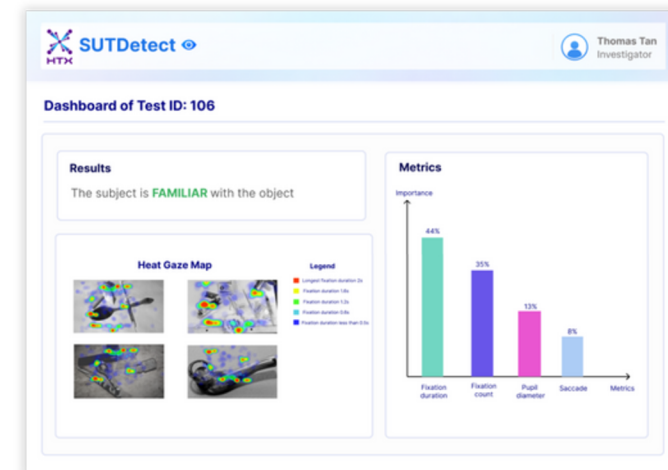 HTX
SUTDetect
Thomas Tan
Investigator
Dashboard of Test ID: 106
Results
The subject is FAMILIAR with the object
Heat Gaze Map
Legend
Longest fixation duration 2s
Fixation duration 1.6s
Fixation duration 1.2s
Fixation duration 0.8s
Fixation duration less than 0.5s
Metrics
Importance
44%
35%
13%
8%
Fixation duration
Fixation count
Pupil diameter
Saccade
Metrics